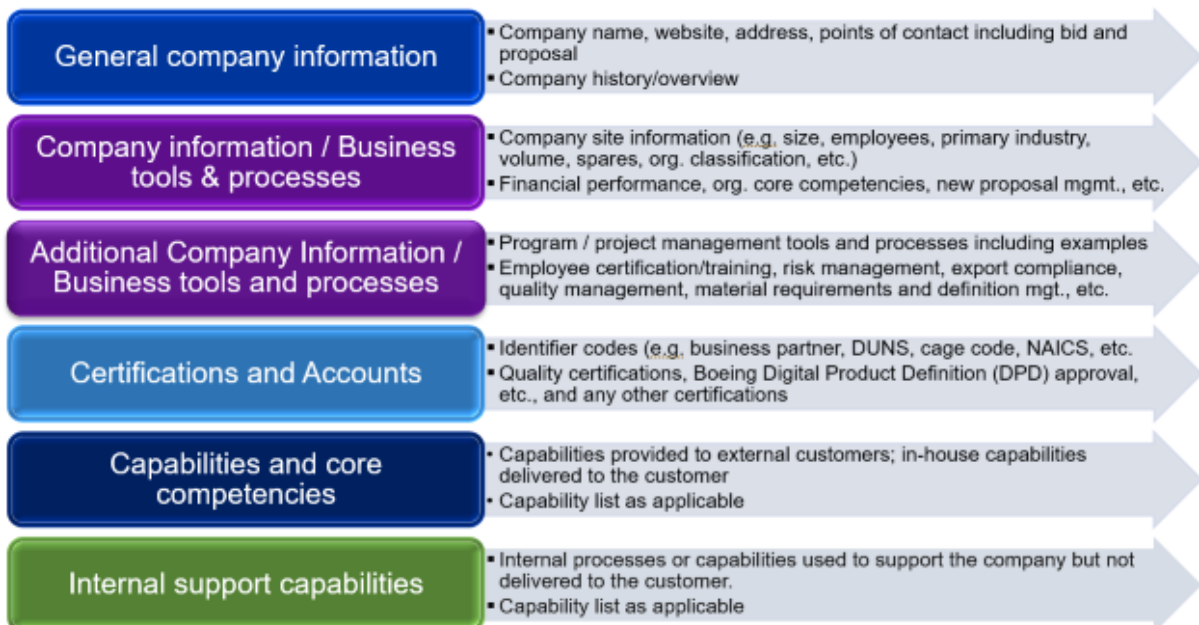 General company information
▪ Company name, website, address, points of contact including bid and
proposal
▪ Company history/overview
Company information / Business
tools & processes
▪ Company site information (e.g. size, employees, primary industry,
volume, spares, org. classification, etc.)
▪ Financial performance, org. core competencies, new proposal mgmt., etc.
Additional Company Information /
Business tools and processes
▪ Program / project management tools and processes including examples
▪ Employee certification/training, risk management, export compliance,
quality management, material requirements and definition mgt., etc.
Certifications and Accounts
▪ Identifier codes (e.g. business partner, DUNS, cage code, NAICS, etc.
▪ Quality certifications, Boeing Digital Product Definition (DPD) approval,
etc., and any other certifications
Capabilities and core
competencies
• Capabilities provided to external customers; in-house capabilities
delivered to the customer
• Capability list as applicable
Internal support capabilities
▪ Internal processes or capabilities used to support the company but not
delivered to the customer.
▪ Capability list as applicable